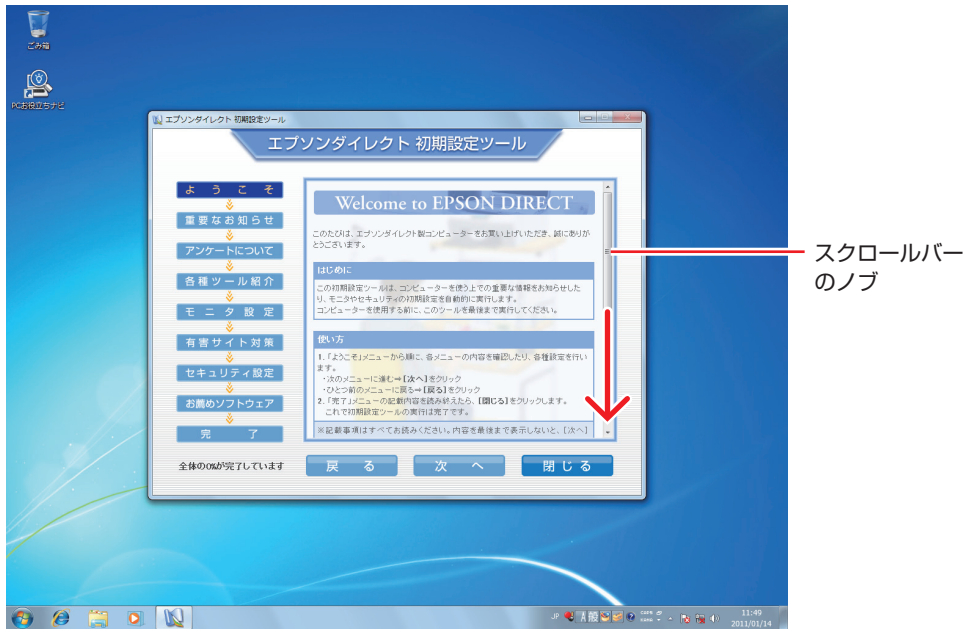 ごみ箱
PCお役立ちナビ
エプソンダイレクト 初期設定ツール
エプソンダイレクト 初期設定ツール
ようこそ
重要なお知らせ
アンケートについて
各種ツール紹介
モニタ設定
有害サイト対策
セキュリティ設定
お薦めソフトウェア
完了
全体の0%が完了しています
Welcome to EPSON DIRECT
このたびは、エプソンダイレクト製コンピューターをお買い上げいただき、誠にありが
とうございます。
はじめに
この初期設定ツールは、コンピューターを使う上での重要な情報をお知らせした
り、モニタやセキュリティの初期設定を自動的に実行します。
コンピューターを使用する前に、このツールを最後まで実行してください。
使い方
1.「ようこそ」メニューから順に、各メニューの内容を確認したり、各種設定を行い
ます。
・次のメニューに進む⇒【次へ】をクリック
・ひとつ前のメニューに戻る⇒【戻る】をクリック
2.「完了」メニューの記載内容を読み終えたら、【閉じる】をクリックします。
これで初期設定ツールの実行は完了です。
※記載事項はすべてお読みください。内容を最後まで表示しないと、【次へ】
戻る
次へ
閉じる
スクロールバー
のノブ
JP
A 般
CAPS
KANA
11:49
2011/01/14